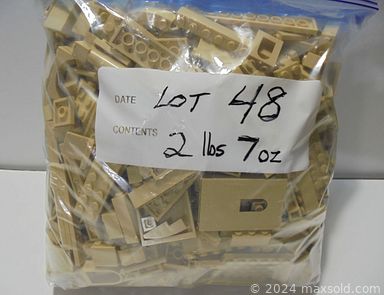 DATE LOT 48
CONTENTS 2 lbs 7oz
© 2024 maxsold.com